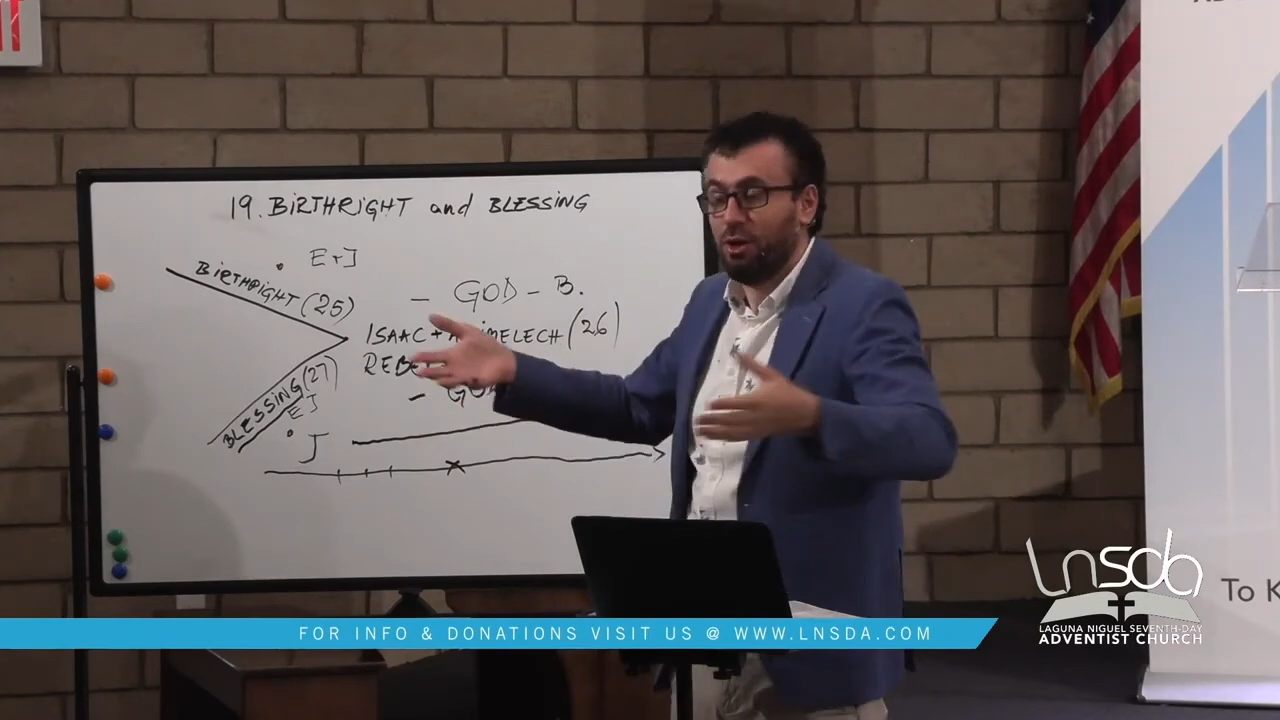 19. BIRTHRIGHT and BLESSING
E + J
BIRTHRIGHT (25)
- GOD - B.
ISAAC + (26)
BLESSING (27)
E J
J
FOR INFO & DONATIONS VISIT US @ WWW.LNSDA.COM
Lnsda
LAGUNA NIGUEL SEVENTH-DAY
ADVENTIST CHURCH
To